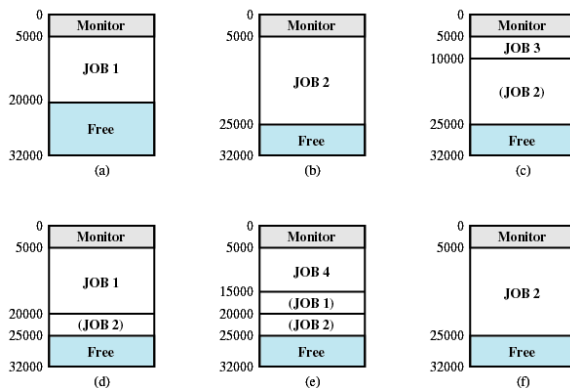 0
Monitor
5000
JOB 1
20000
Free
32000
(a)
0
Monitor
5000
JOB 2
25000
Free
32000
(b)
0
Monitor
5000
JOB 3
10000
(JOB 2)
25000
Free
32000
(c)
0
Monitor
5000
JOB 1
20000
(JOB 2)
25000
Free
32000
(d)
0
Monitor
5000
JOB 4
15000
(JOB 1)
20000
(JOB 2)
25000
Free
32000
(e)
0
Monitor
5000
JOB 2
25000
Free
32000
(f)